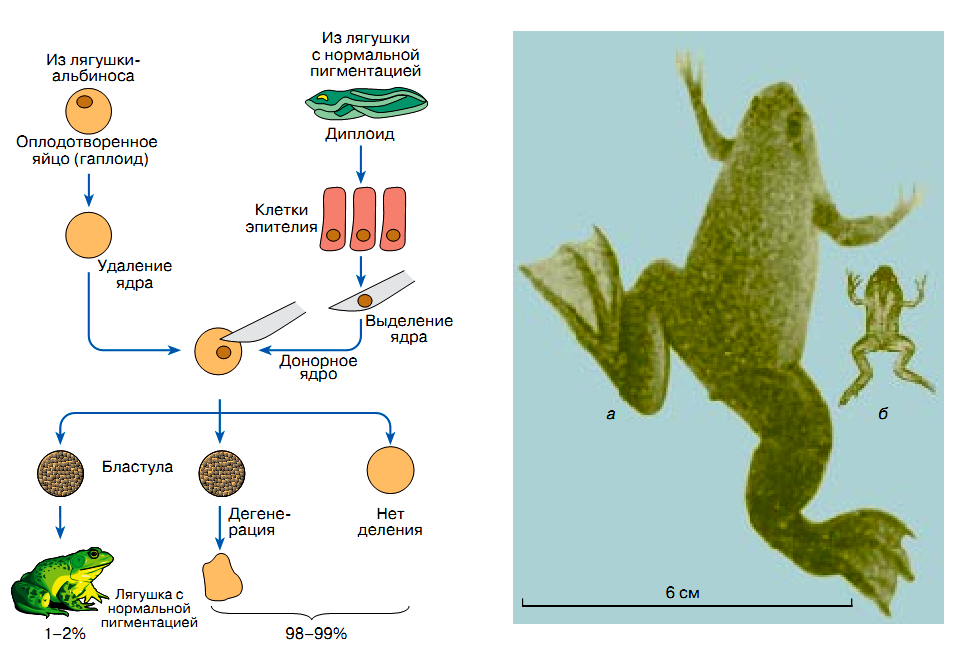 Из лягушки-
альбиноса
Оплодотворенное
яйцо (гаплоид)
Удаление
ядра
Из лягушки
с нормальной
пигментацией
Диплоид
Клетки
эпителия
Выделение
ядра
Донорное
ядро
Бластула
Дегене-
рация
Нет
деления
Лягушка с
нормальной
пигментацией
1–2%
98–99%
а
б
6 см